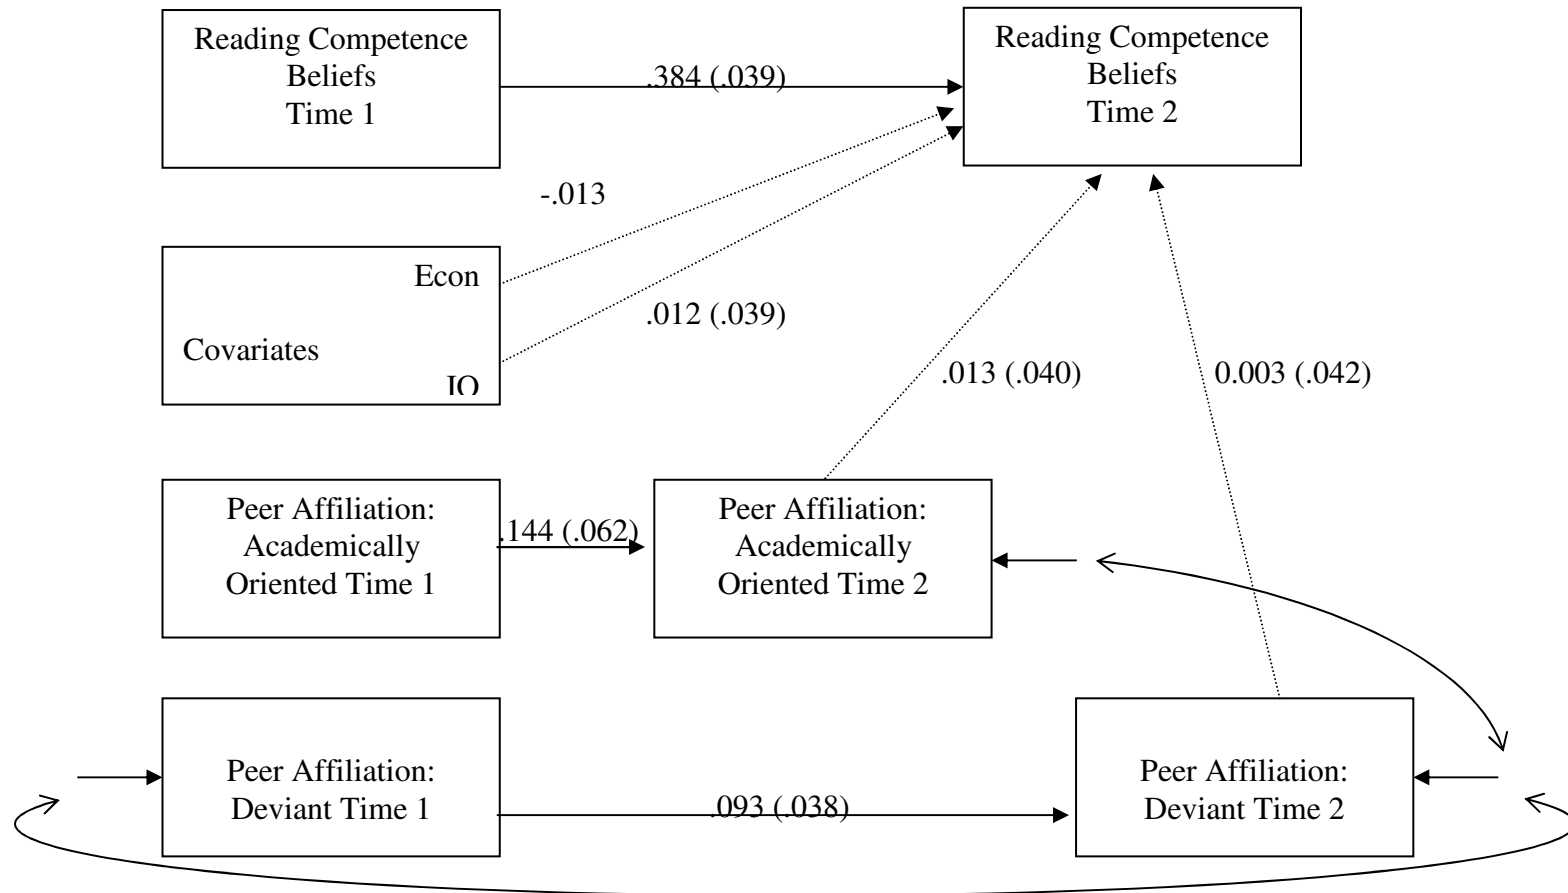 Reading Competence
Beliefs
Time 1
.384 (.039)
Reading Competence
Beliefs
Time 2
-.013
Econ
Covariates
IQ
.012 (.039)
.013 (.040)
0.003 (.042)
Peer Affiliation:
Academically
Oriented Time 1
.144 (.062)
Peer Affiliation:
Academically
Oriented Time 2
Peer Affiliation:
Deviant Time 1
.093 (.038)
Peer Affiliation:
Deviant Time 2